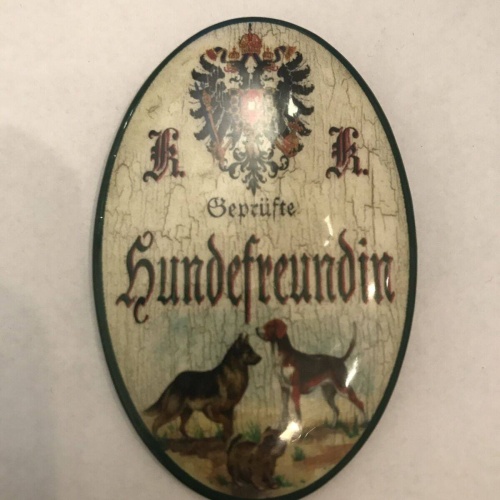 K. K.
Geprüfte
Hundefreundin